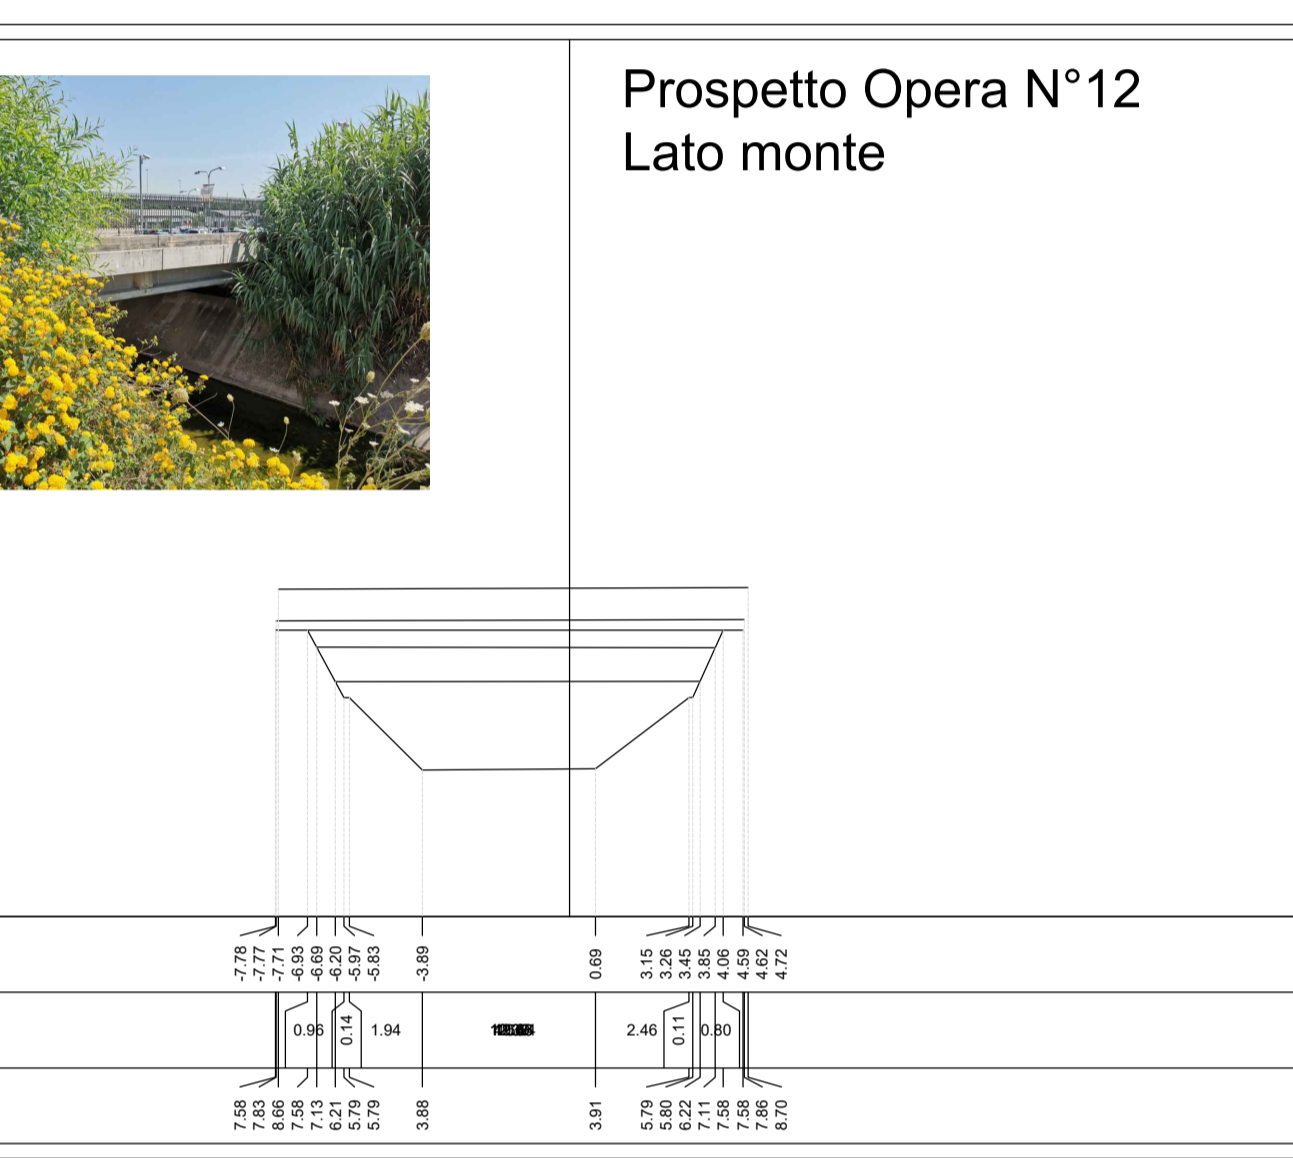 Prospetto Opera N°12
Lato monte
-7.78 -7.77 -7.71 -6.93 -6.69 -6.20 -5.97 -5.83 -3.89 0.69 3.15 3.26 3.45 3.85 4.06 4.59 4.62 4.72
0.96 0.14 1.94 2.46 0.11 0.80
7.58 7.83 8.66 7.58 7.13 6.21 5.79 5.79 3.88 3.91 5.79 5.80 6.22 7.11 7.58 7.58 7.86 8.70